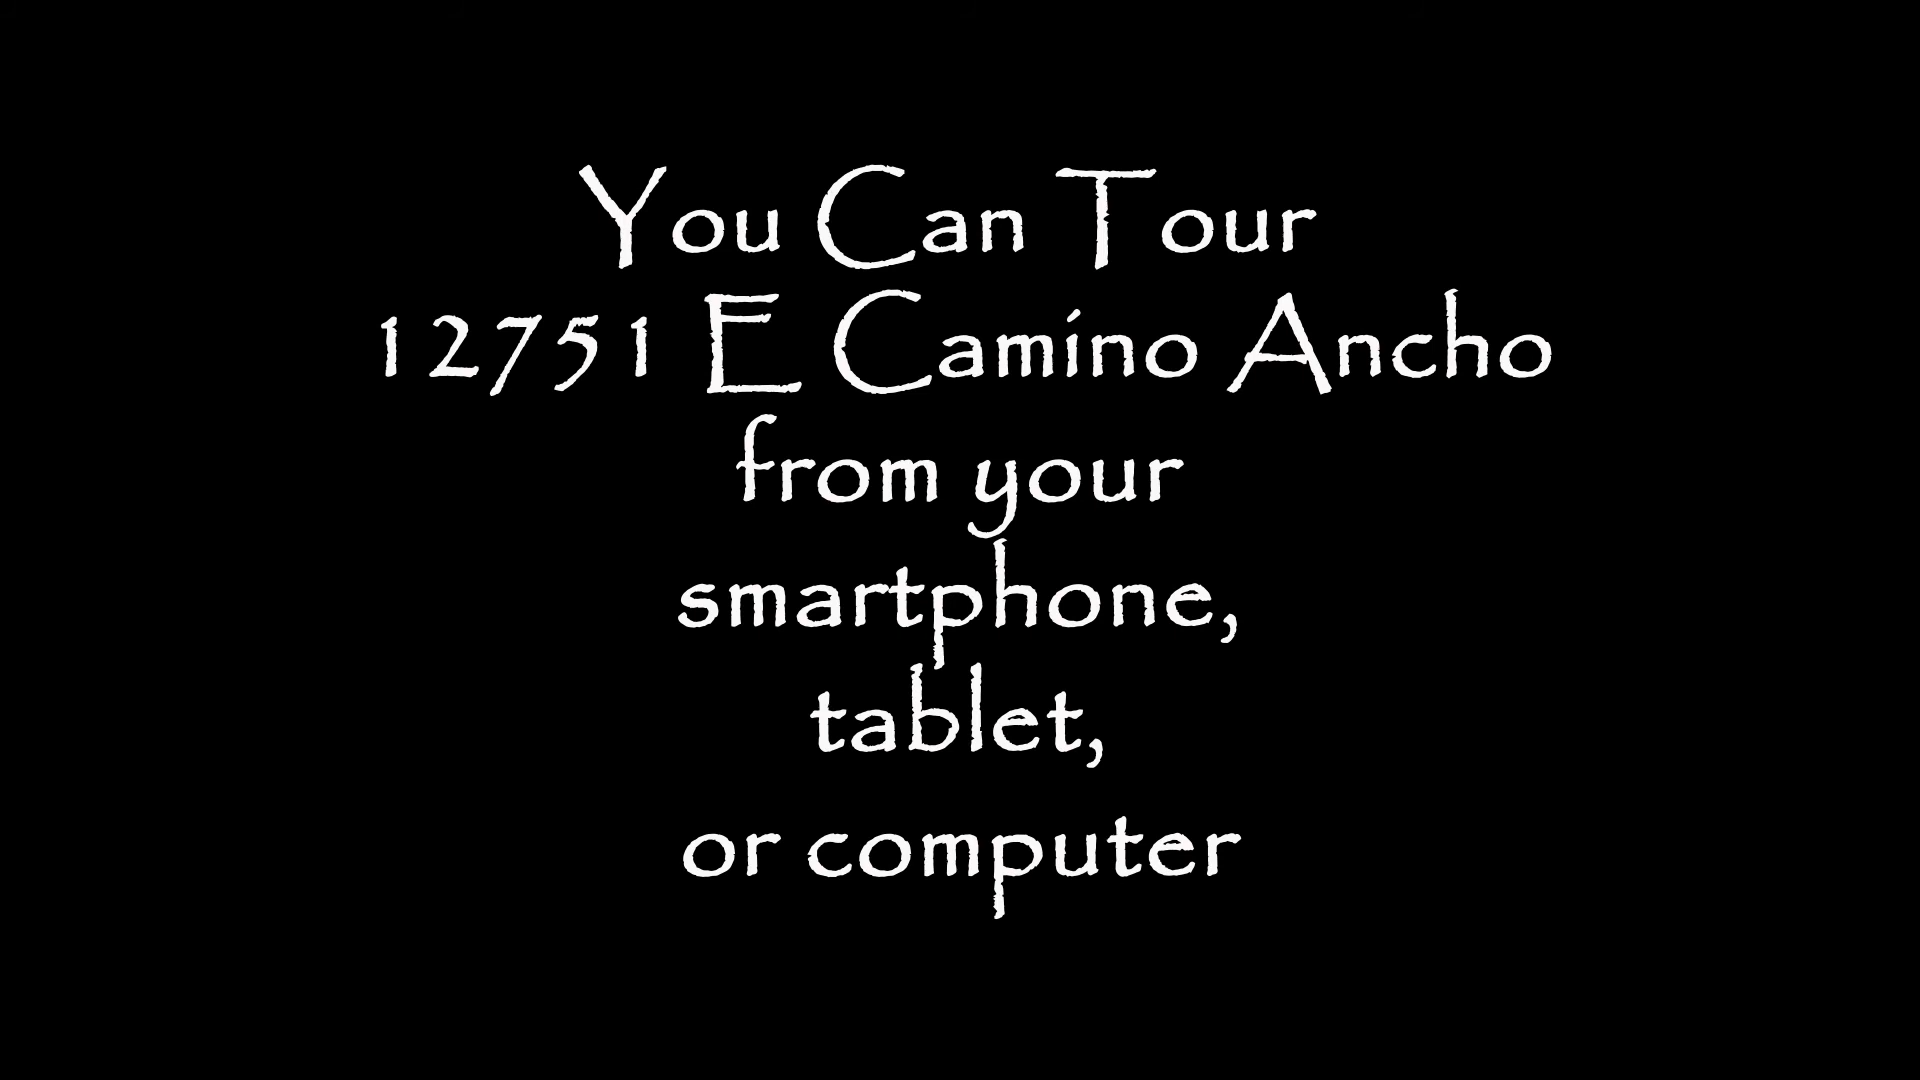 You Can Tour
12751 E Camino Ancho
from your
smartphone,
tablet,
or computer